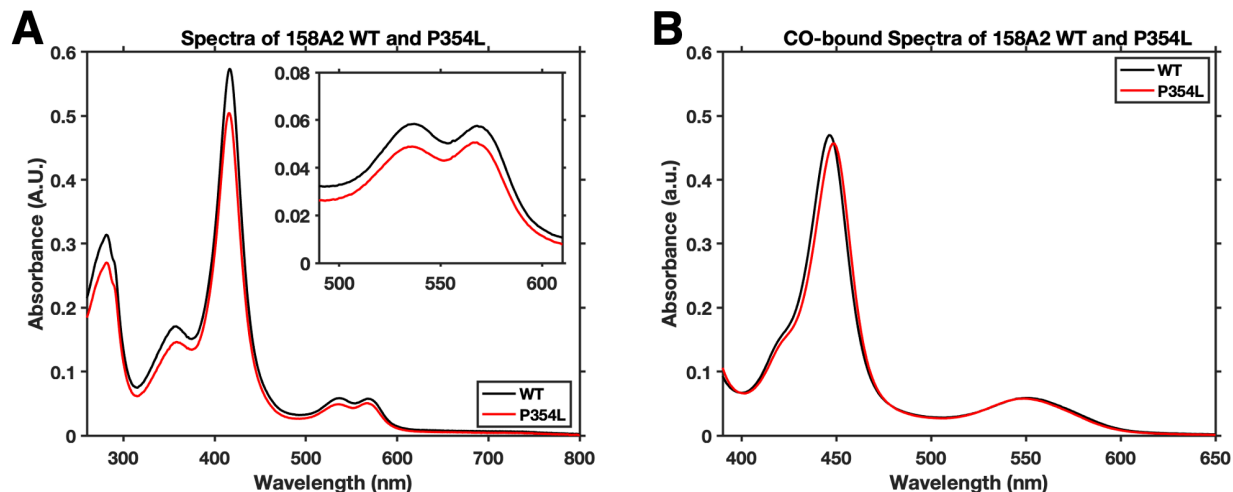 A
Spectra of 158A2 WT and P354L
Absorbance (A.U.)
0.6
0.5
0.4
0.3
0.2
0.1
0
300 400 500 600 700 800
Wavelength (nm)
0.08
0.06
0.04
0.02
0
500 550 600
WT
P354L
B
CO-bound Spectra of 158A2 WT and P354L
Absorbance (a.u.)
0.6
0.5
0.4
0.3
0.2
0.1
0
400 450 500 550 600 650
Wavelength (nm)
WT
P354L